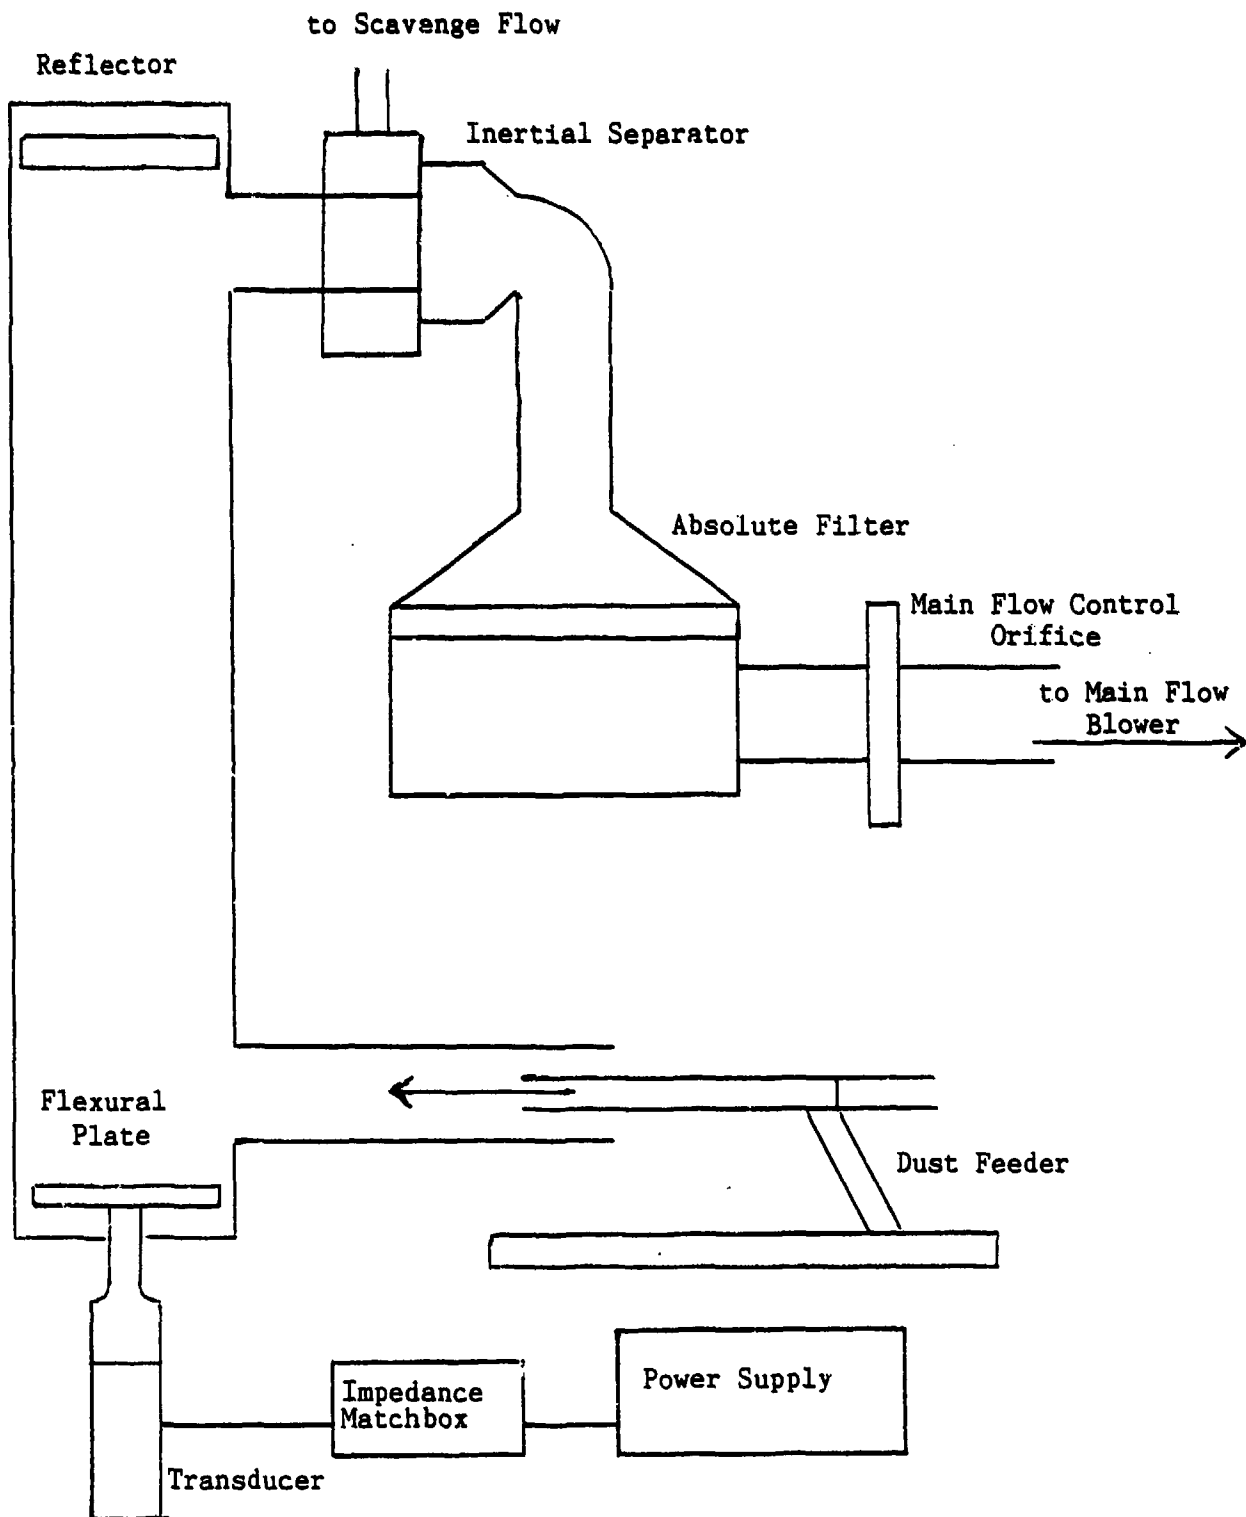 to Scavenge Flow
Reflector
Inertial Separator
Absolute Filter
Main Flow Control
Orifice
to Main Flow
Blower
Flexural
Plate
Dust Feeder
Power Supply
Impedance
Matchbox
Transducer